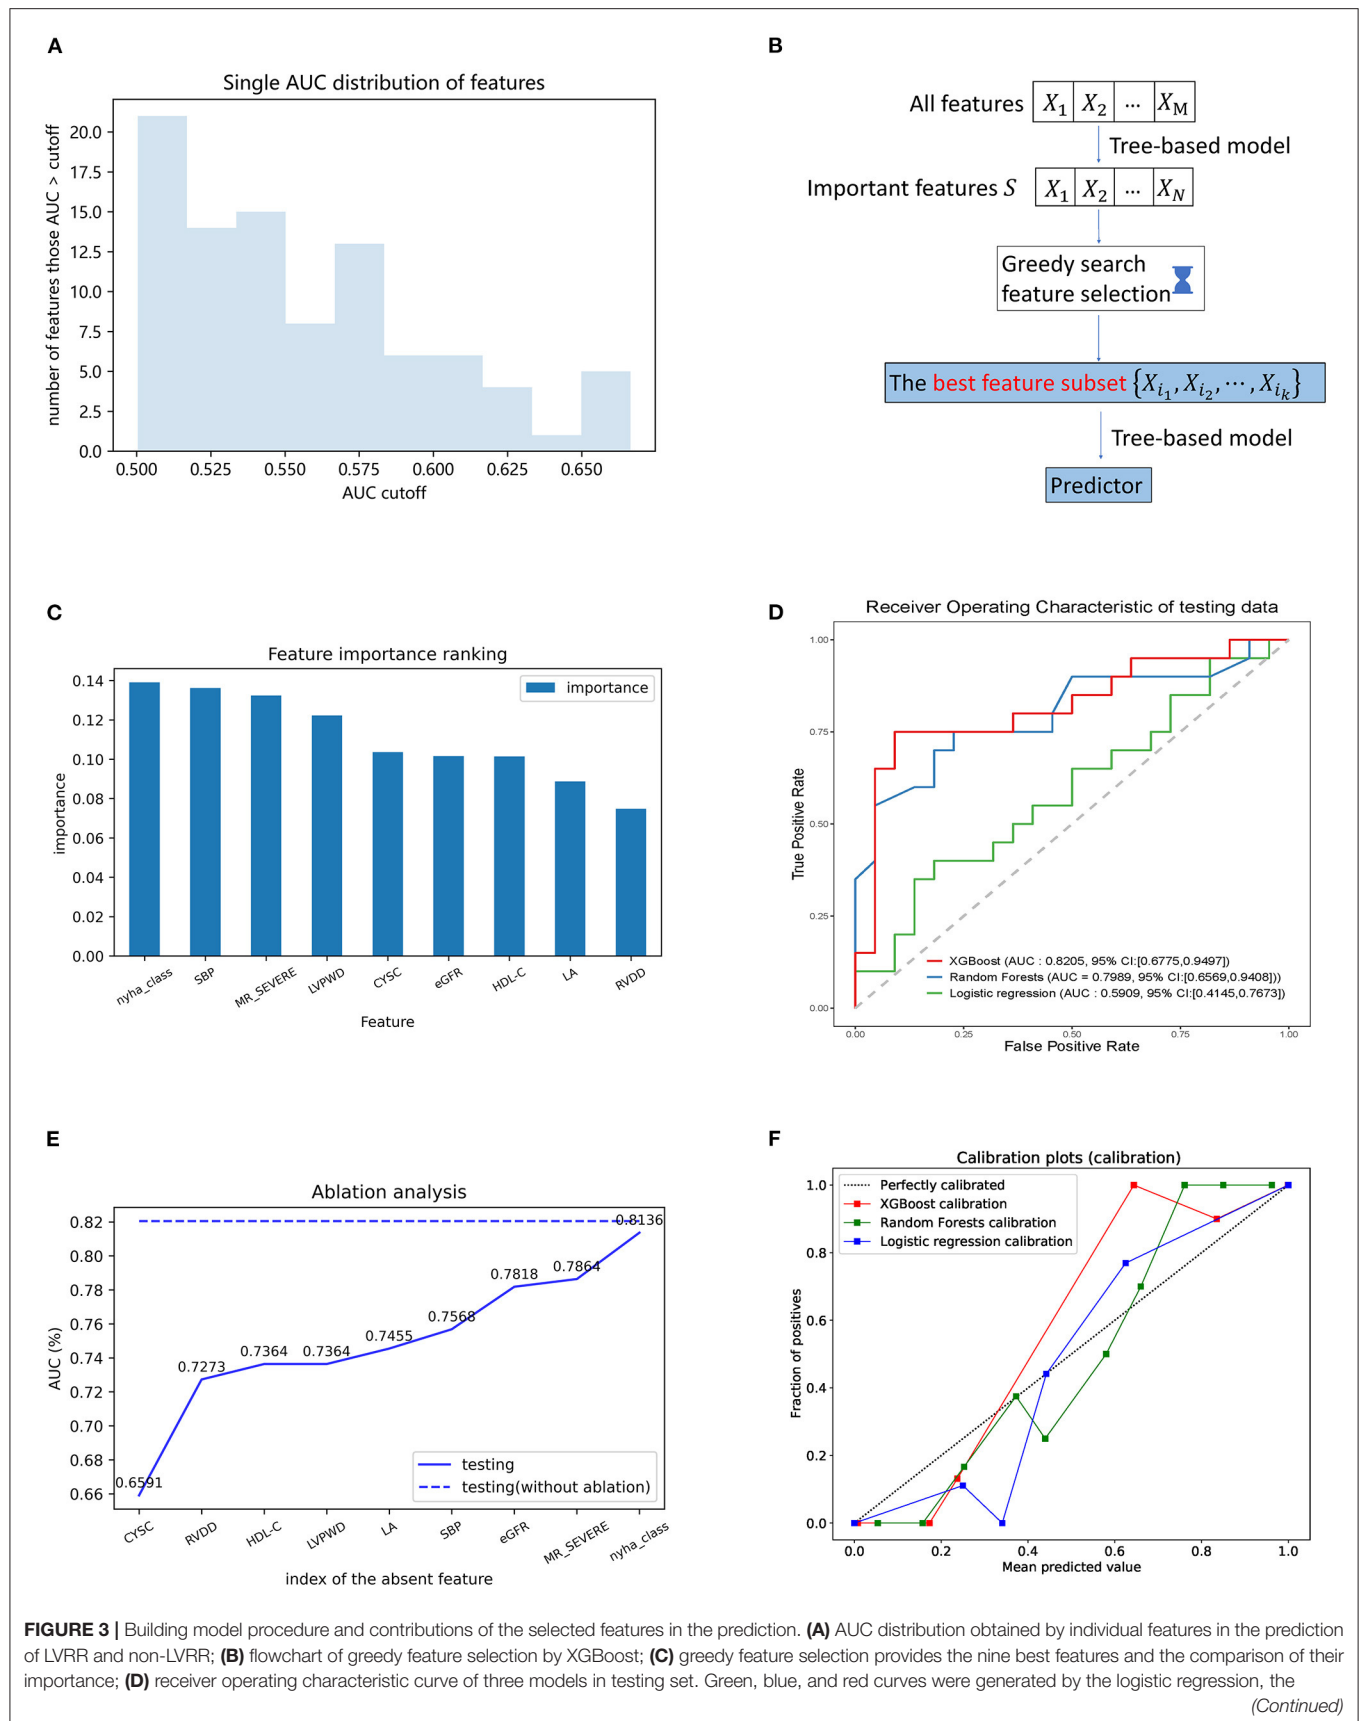 A
Single AUC distribution of features
number of features those AUC > cutoff
20.0
17.5
15.0
12.5
10.0
7.5
5.0
2.5
0.0
0.500 0.525 0.550 0.575 0.600 0.625 0.650
AUC cutoff
B
All features X1 X2 ... XM
Tree-based model
Important features S X1 X2 ... XN
Greedy search
feature selection
The best feature subset {Xi1, Xi2, ⋯, Xik}
Tree-based model
Predictor
C
Feature importance ranking
importance
importance
0.14
0.12
0.10
0.08
0.06
0.04
0.02
0.00
nyha_class SBP MR_SEVERE LVPWD CYSC eGFR HDL-C LA RVDD
Feature
D
Receiver Operating Characteristic of testing data
True Positive Rate
1.00
0.75
0.50
0.25
0.00
XGBoost (AUC : 0.8205, 95% CI:[0.6775,0.9497])
Random Forests (AUC = 0.7989, 95% CI:[0.6569,0.9408]))
Logistic regression (AUC : 0.5909, 95% CI:[0.4145,0.7673])
0.00 0.25 0.50 0.75 1.00
False Positive Rate
E
Ablation analysis
AUC (%)
0.82
0.80
0.78
0.76
0.74
0.72
0.70
0.68
0.66
0.6591 0.7273 0.7364 0.7364 0.7455 0.7568 0.7818 0.7864 0.8136
testing
testing(without ablation)
CYSC RVDD HDL-C LVPWD LA SBP eGFR MR_SEVERE nyha_class
index of the absent feature
F
Calibration plots (calibration)
Fraction of positives
Perfectly calibrated
XGBoost calibration
Random Forests calibration
Logistic regression calibration
1.0
0.8
0.6
0.4
0.2
0.0
0.0 0.2 0.4 0.6 0.8 1.0
Mean predicted value
FIGURE 3 | Building model procedure and contributions of the selected features in the prediction. (A) AUC distribution obtained by individual features in the prediction
of LVRR and non-LVRR; (B) flowchart of greedy feature selection by XGBoost; (C) greedy feature selection provides the nine best features and the comparison of their
importance; (D) receiver operating characteristic curve of three models in testing set. Green, blue, and red curves were generated by the logistic regression, the
(Continued)